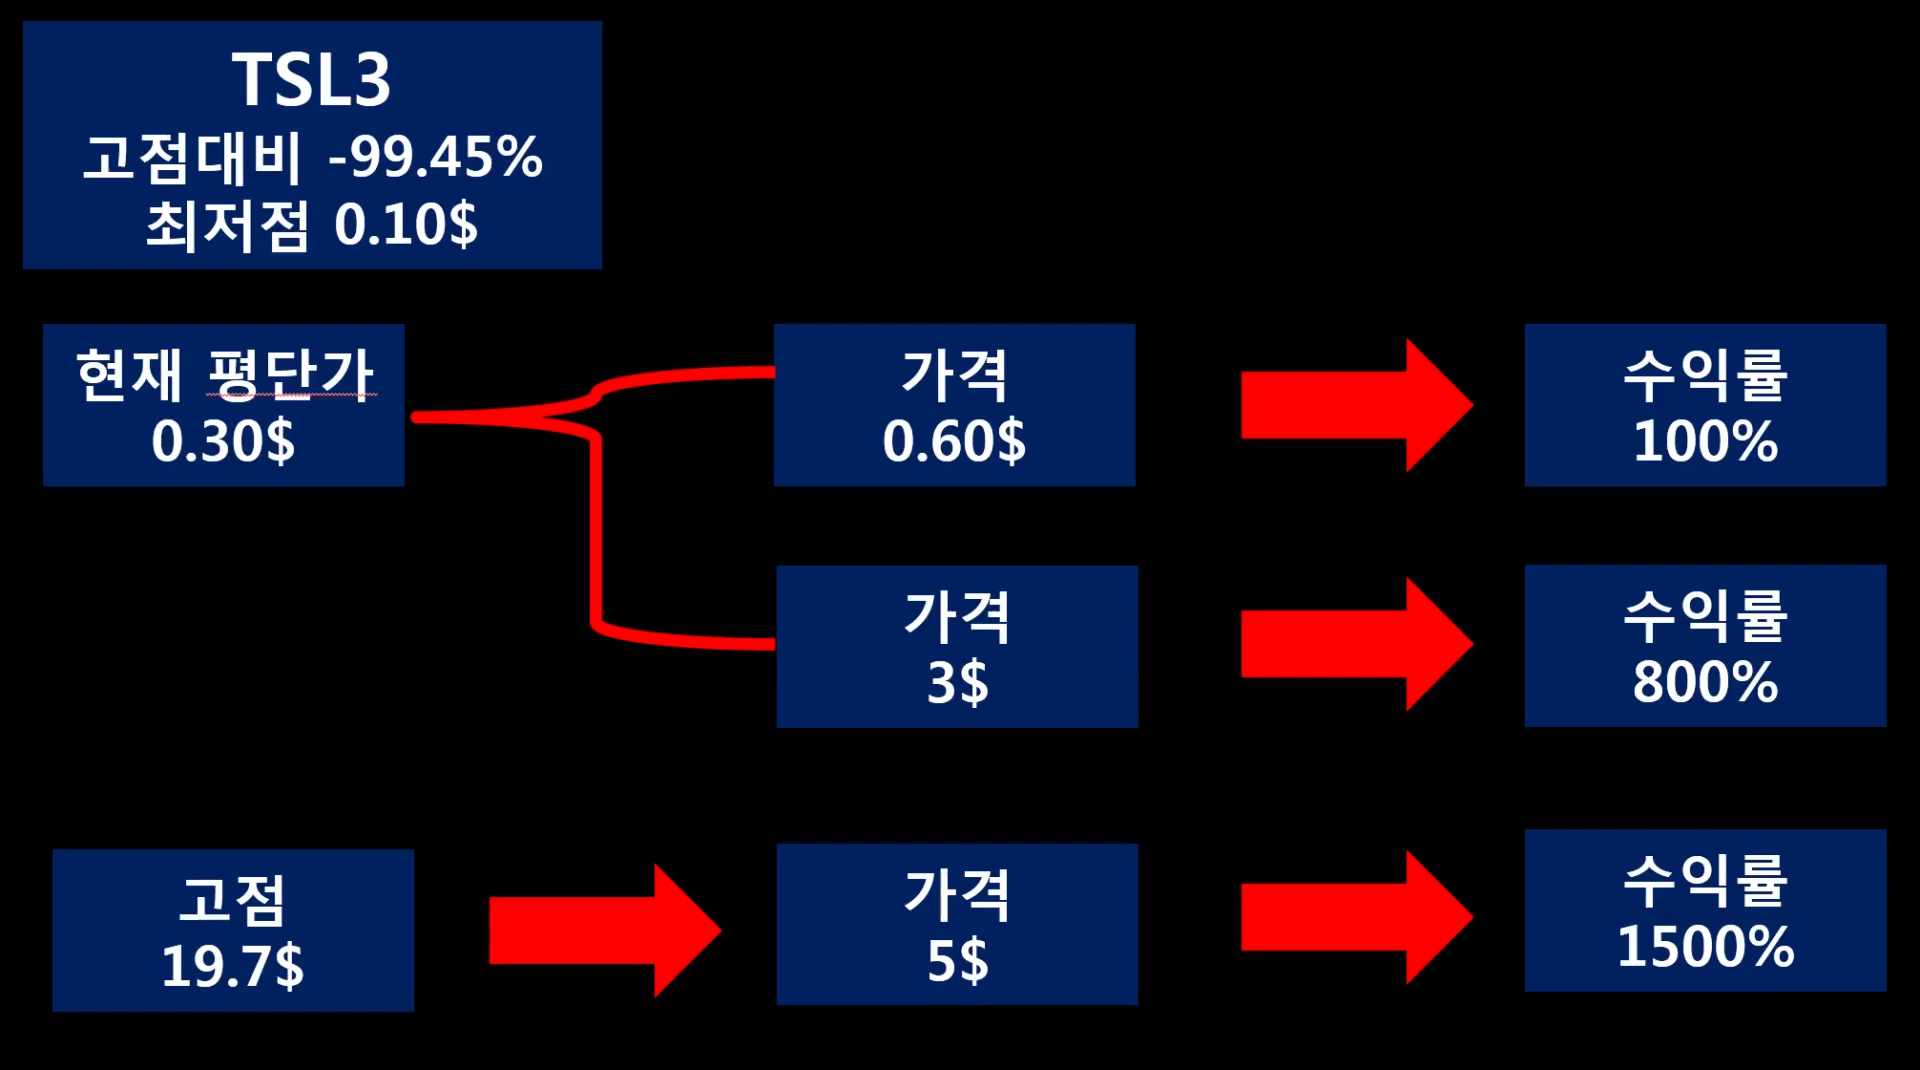 TSL3
고점대비 -99.45%
최저점 0.10$
현재 평단가
0.30$
가격
0.60$
수익률
100%
가격
3$
수익률
800%
고점
19.7$
가격
5$
수익률
1500%